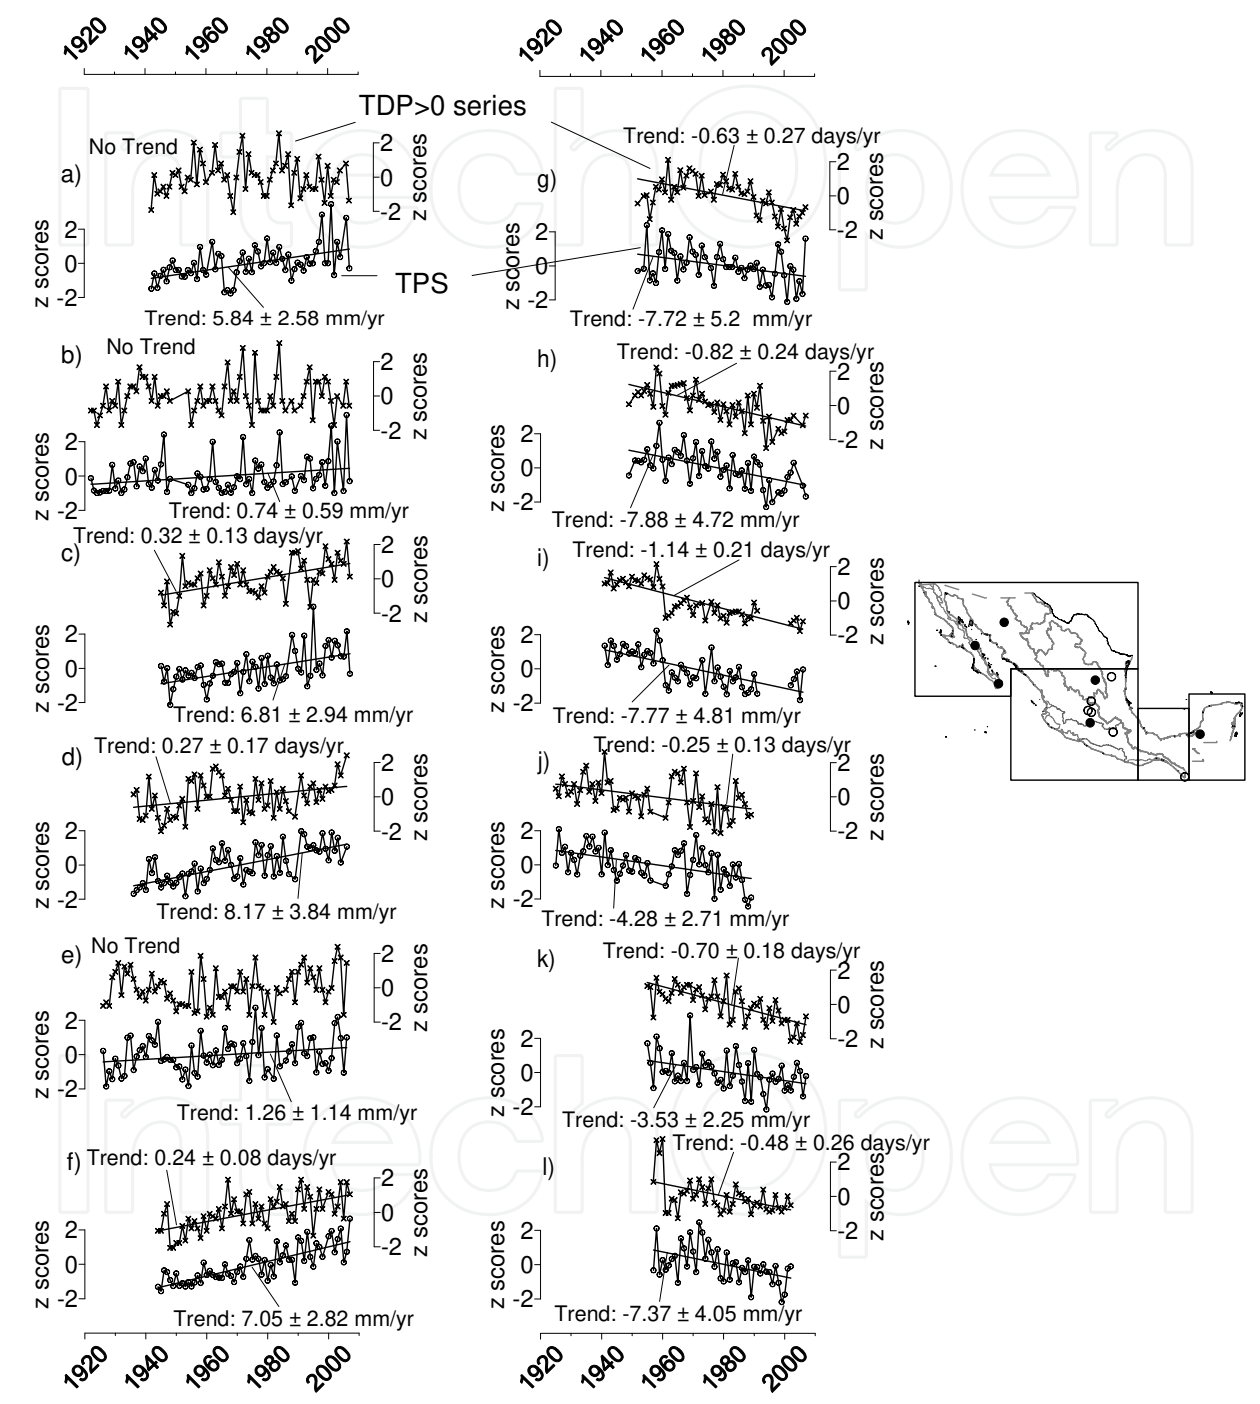 1920 1940 1960 1980 2000
1920 1940 1960 1980 2000
IntechOpen
TDP>0 series
TPS
a)
No Trend
2 0 -2 z scores
z scores 2 0 -2
Trend: 5.84 ± 2.58 mm/yr
b)
No Trend
2 0 -2 z scores
z scores 2 0 -2
Trend: 0.74 ± 0.59 mm/yr
c)
Trend: 0.32 ± 0.13 days/yr
2 0 -2 z scores
z scores 2 0 -2
Trend: 6.81 ± 2.94 mm/yr
d)
Trend: 0.27 ± 0.17 days/yr
2 0 -2 z scores
z scores 2 0 -2
Trend: 8.17 ± 3.84 mm/yr
e)
No Trend
2 0 -2 z scores
z scores 2 0 -2
Trend: 1.26 ± 1.14 mm/yr
f)
Trend: 0.24 ± 0.08 days/yr
2 0 -2 z scores
z scores 2 0 -2
Trend: 7.05 ± 2.82 mm/yr
g)
Trend: -0.63 ± 0.27 days/yr
2 0 -2 z scores
z scores 2 0 -2
Trend: -7.72 ± 5.2 mm/yr
h)
Trend: -0.82 ± 0.24 days/yr
2 0 -2 z scores
z scores 2 0 -2
Trend: -7.88 ± 4.72 mm/yr
i)
Trend: -1.14 ± 0.21 days/yr
2 0 -2 z scores
z scores 2 0 -2
Trend: -7.77 ± 4.81 mm/yr
j)
Trend: -0.25 ± 0.13 days/yr
2 0 -2 z scores
z scores 2 0 -2
Trend: -4.28 ± 2.71 mm/yr
k)
Trend: -0.70 ± 0.18 days/yr
2 0 -2 z scores
z scores 2 0 -2
Trend: -3.53 ± 2.25 mm/yr
l)
Trend: -0.48 ± 0.26 days/yr
2 0 -2 z scores
z scores 2 0 -2
Trend: -7.37 ± 4.05 mm/yr
IntechOpen
1920 1940 1960 1980 2000
1920 1940 1960 1980 2000